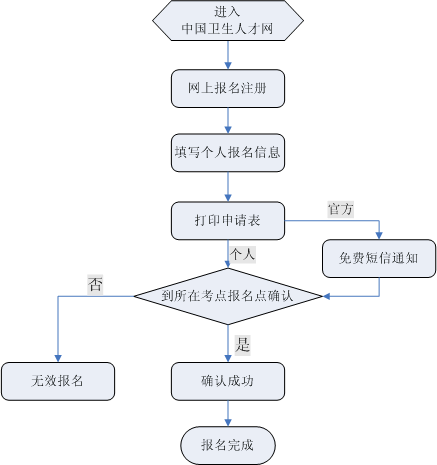 进入
中国卫生人才网
网上报名注册
填写个人报名信息
打印申请表
官方
个人
免费短信通知
到所在考点报名点确认
否
是
无效报名
确认成功
报名完成